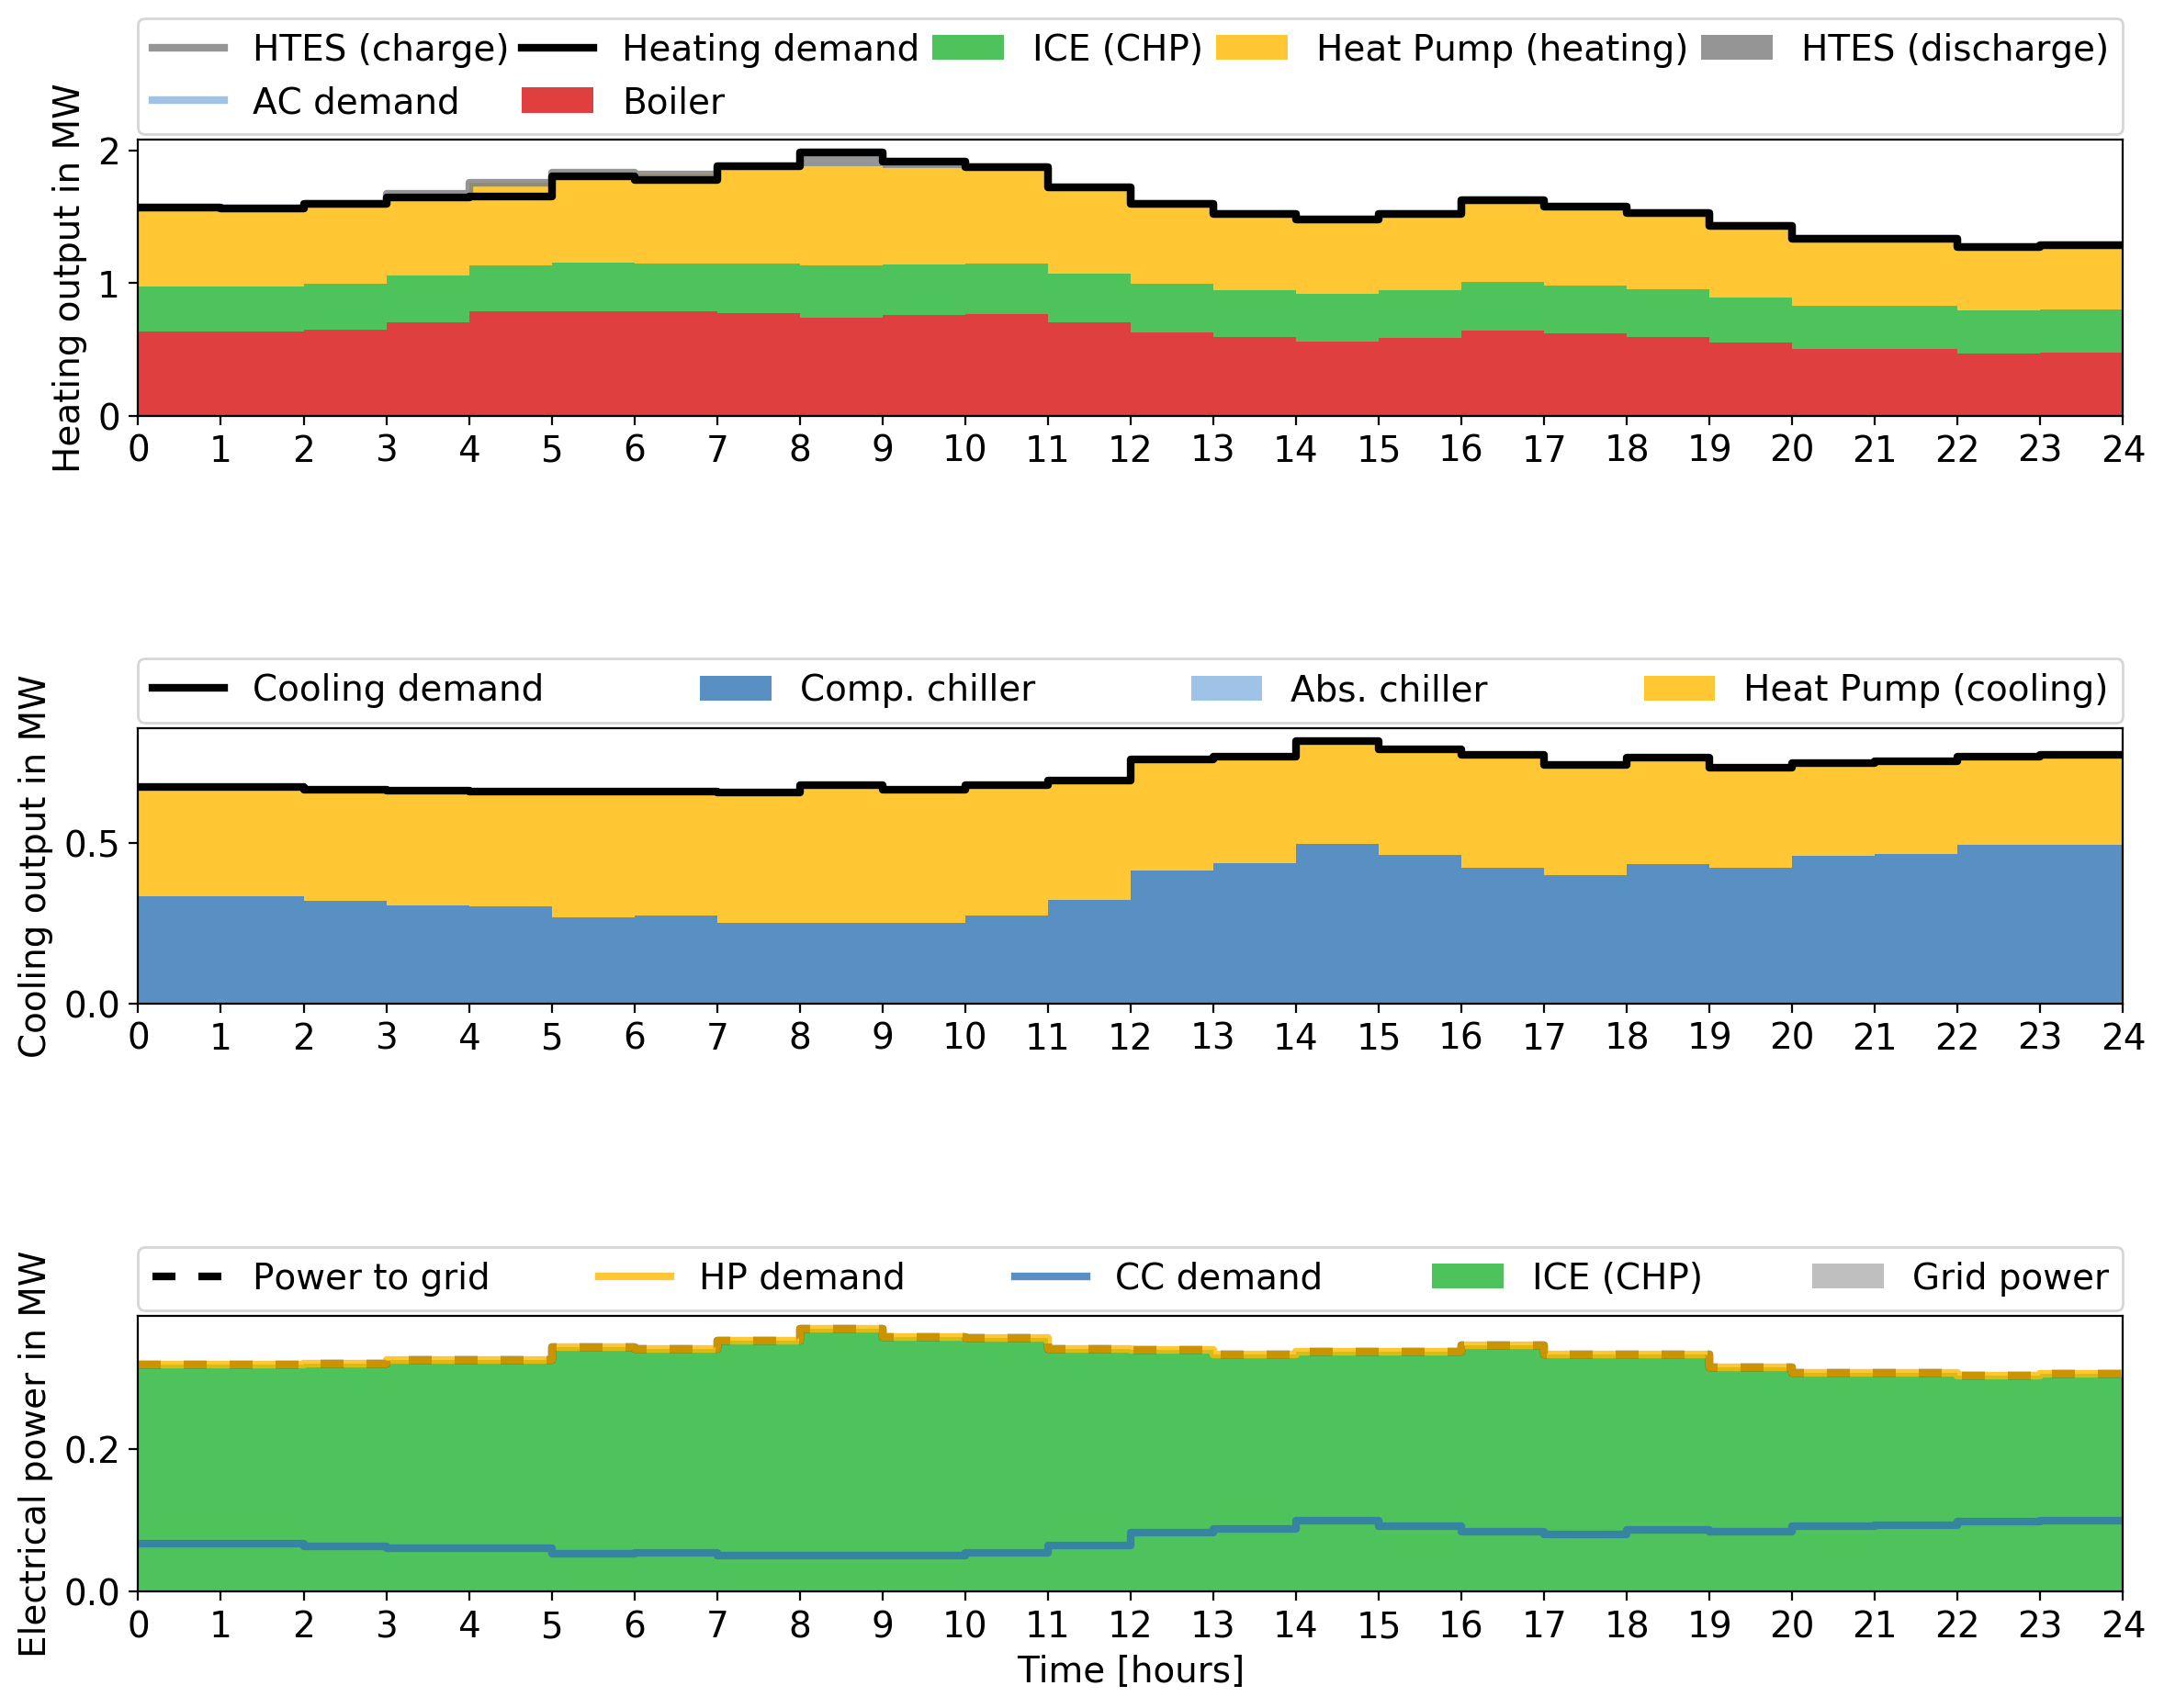 HTES (charge) Heating demand ICE (CHP) Heat Pump (heating) HTES (discharge)
AC demand Boiler
Heating output in MW
2
1
0
0 1 2 3 4 5 6 7 8 9 10 11 12 13 14 15 16 17 18 19 20 21 22 23 24
Cooling demand Comp. chiller Abs. chiller Heat Pump (cooling)
Cooling output in MW
0.5
0.0
0 1 2 3 4 5 6 7 8 9 10 11 12 13 14 15 16 17 18 19 20 21 22 23 24
Power to grid HP demand CC demand ICE (CHP) Grid power
Electrical power in MW
0.2
0.0
0 1 2 3 4 5 6 7 8 9 10 11 12 13 14 15 16 17 18 19 20 21 22 23 24
Time [hours]